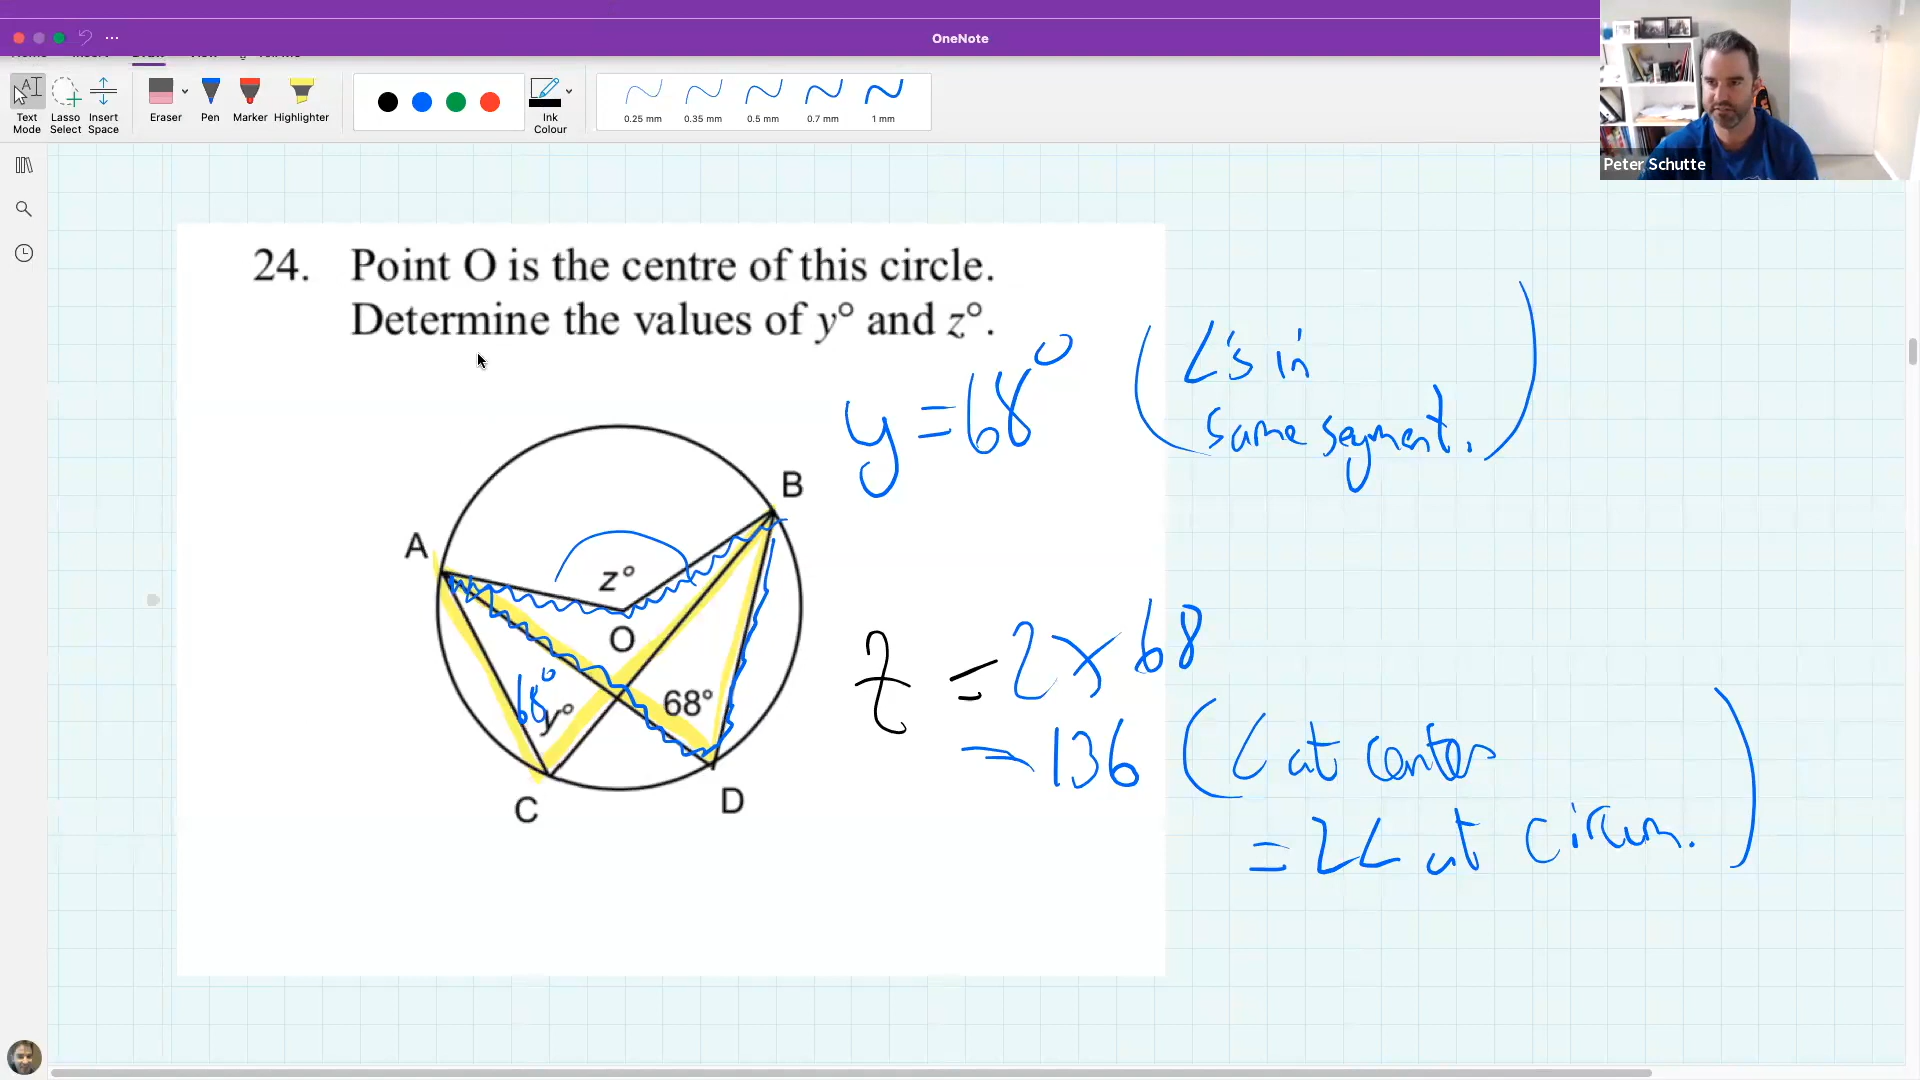 OneNote
Text Mode
Lasso Select
Insert Space
Eraser
Pen
Marker
Highlighter
Ink Colour
0.25 mm
0.35 mm
0.5 mm
0.7 mm
1 mm
Peter Schutte
24. Point O is the centre of this circle.
Determine the values of y° and z°.
y = 68°
(∠'s in
same segment.)
A
B
z°
O
68°
y°
68°
C
D
z = 2 x 68
= 136
(∠ at center
= 2∠ at circum.)